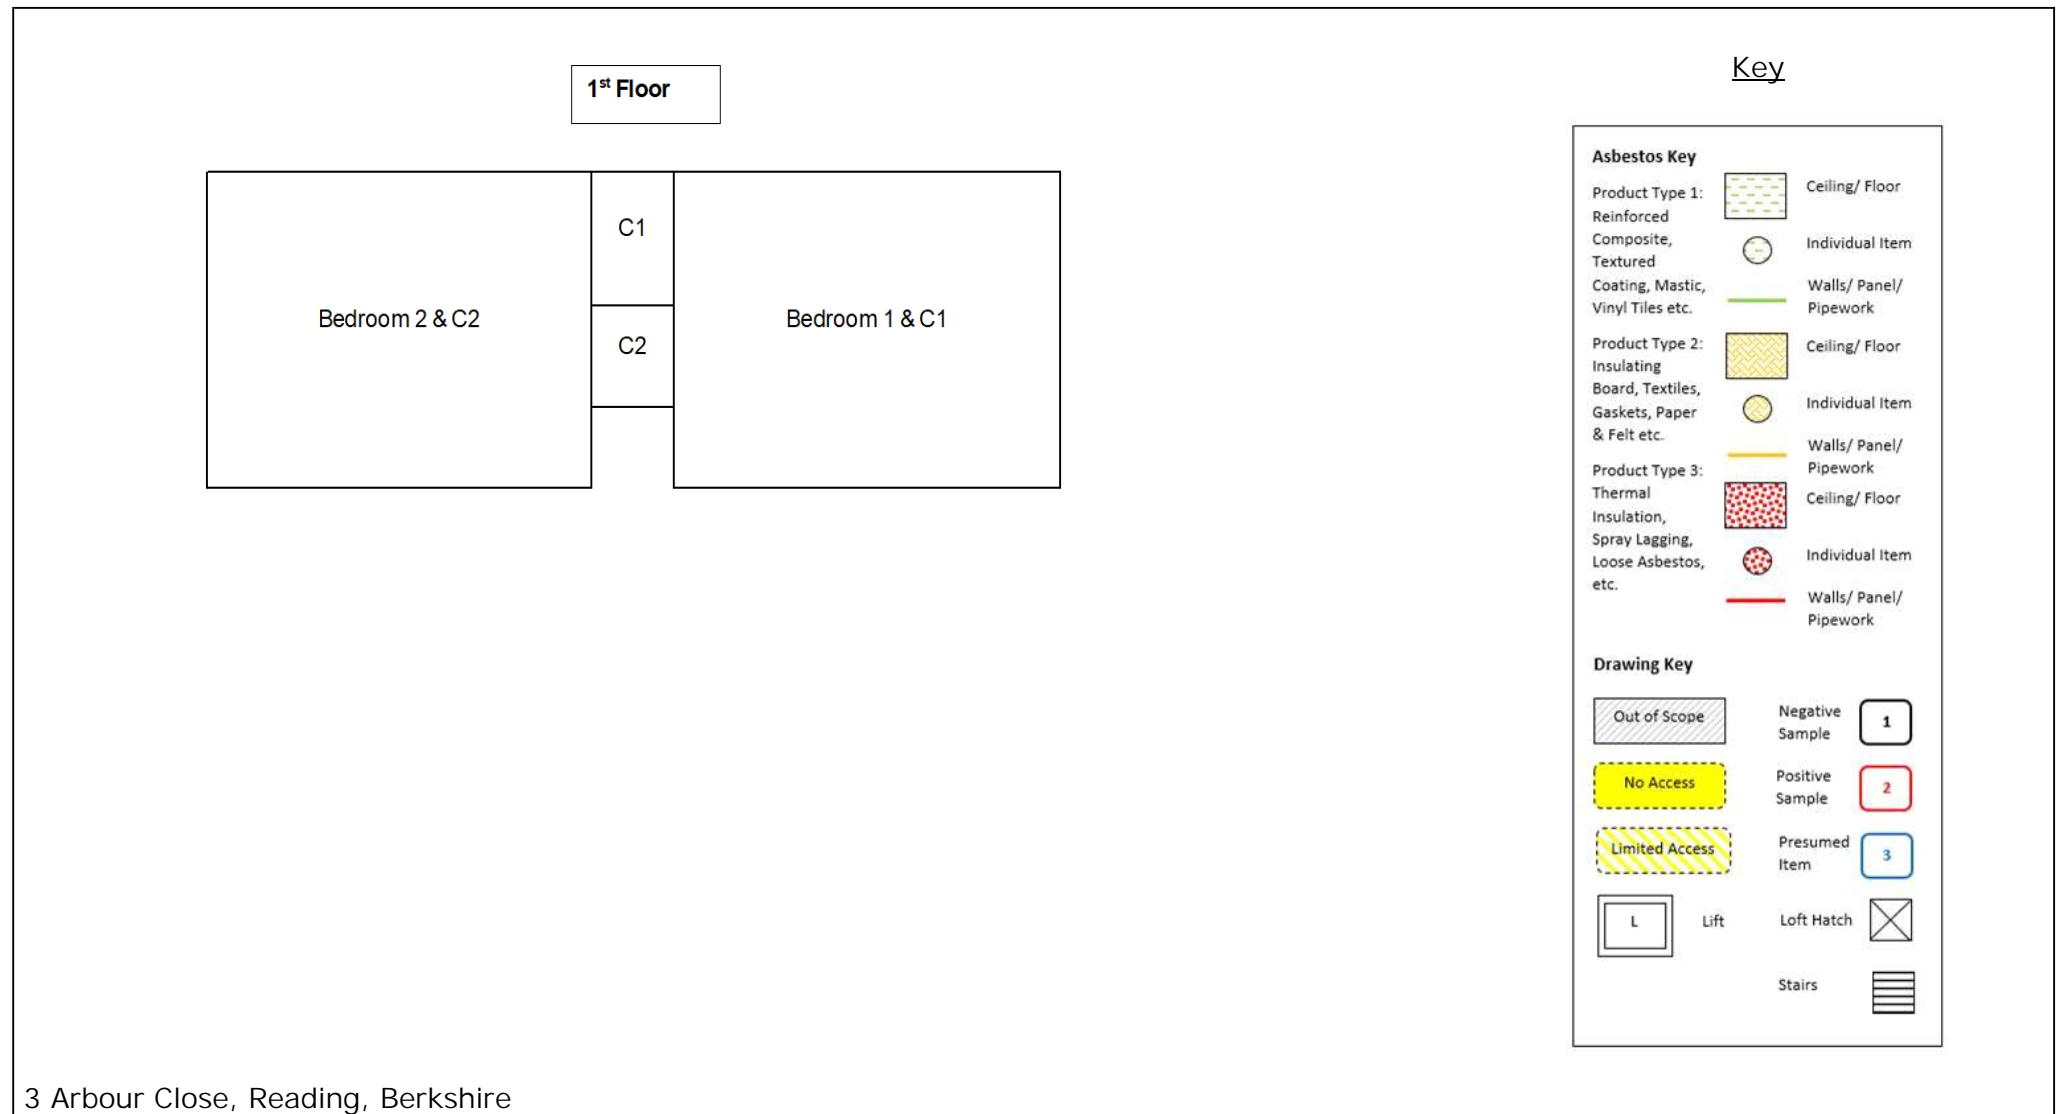 1st Floor
C1
Bedroom 2 & C2
Bedroom 1 & C1
C2
Key
Asbestos Key
Product Type 1:
Reinforced
Composite,
Textured
Coating, Mastic,
Vinyl Tiles etc.
Ceiling/ Floor
Individual Item
Walls/ Panel/
Pipework
Product Type 2:
Insulating
Board, Textiles,
Gaskets, Paper
& Felt etc.
Ceiling/ Floor
Individual Item
Walls/ Panel/
Pipework
Product Type 3:
Thermal
Insulation,
Spray Lagging,
Loose Asbestos,
etc.
Ceiling/ Floor
Individual Item
Walls/ Panel/
Pipework
Drawing Key
Out of Scope
Negative
Sample
1
No Access
Positive
Sample
2
Limited Access
Presumed
Item
3
L
Lift
Loft Hatch
Stairs
3 Arbour Close, Reading, Berkshire